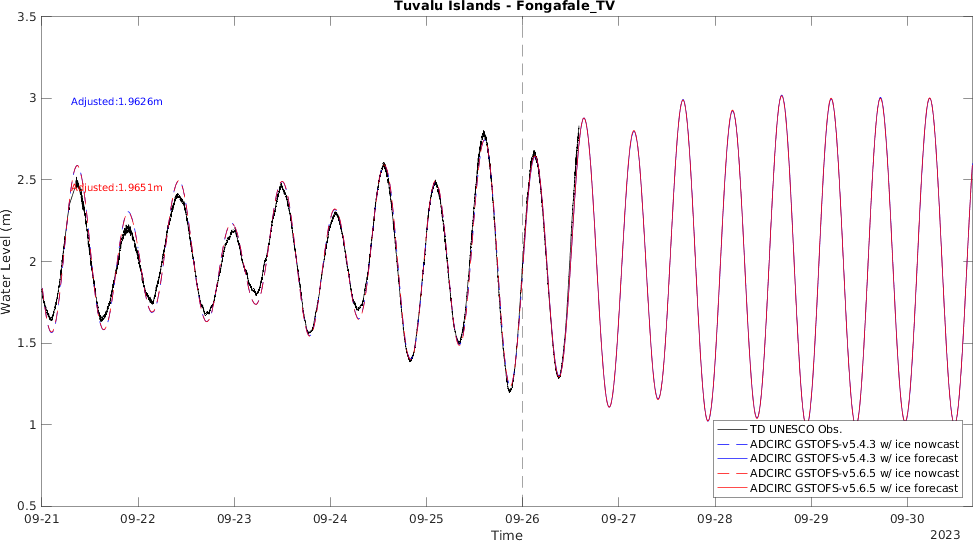 Tuvalu Islands - Fongafale_TV
3.5
3
2.5
2
1.5
1
0.5
Water Level (m)
Adjusted:1.9626m
Adjusted:1.9651m
TD UNESCO Obs.
ADCIRC GSTOFS-v5.4.3 w/ ice nowcast
ADCIRC GSTOFS-v5.4.3 w/ ice forecast
ADCIRC GSTOFS-v5.6.5 w/ ice nowcast
ADCIRC GSTOFS-v5.6.5 w/ ice forecast
09-21 09-22 09-23 09-24 09-25 09-26 09-27 09-28 09-29 09-30
Time
2023